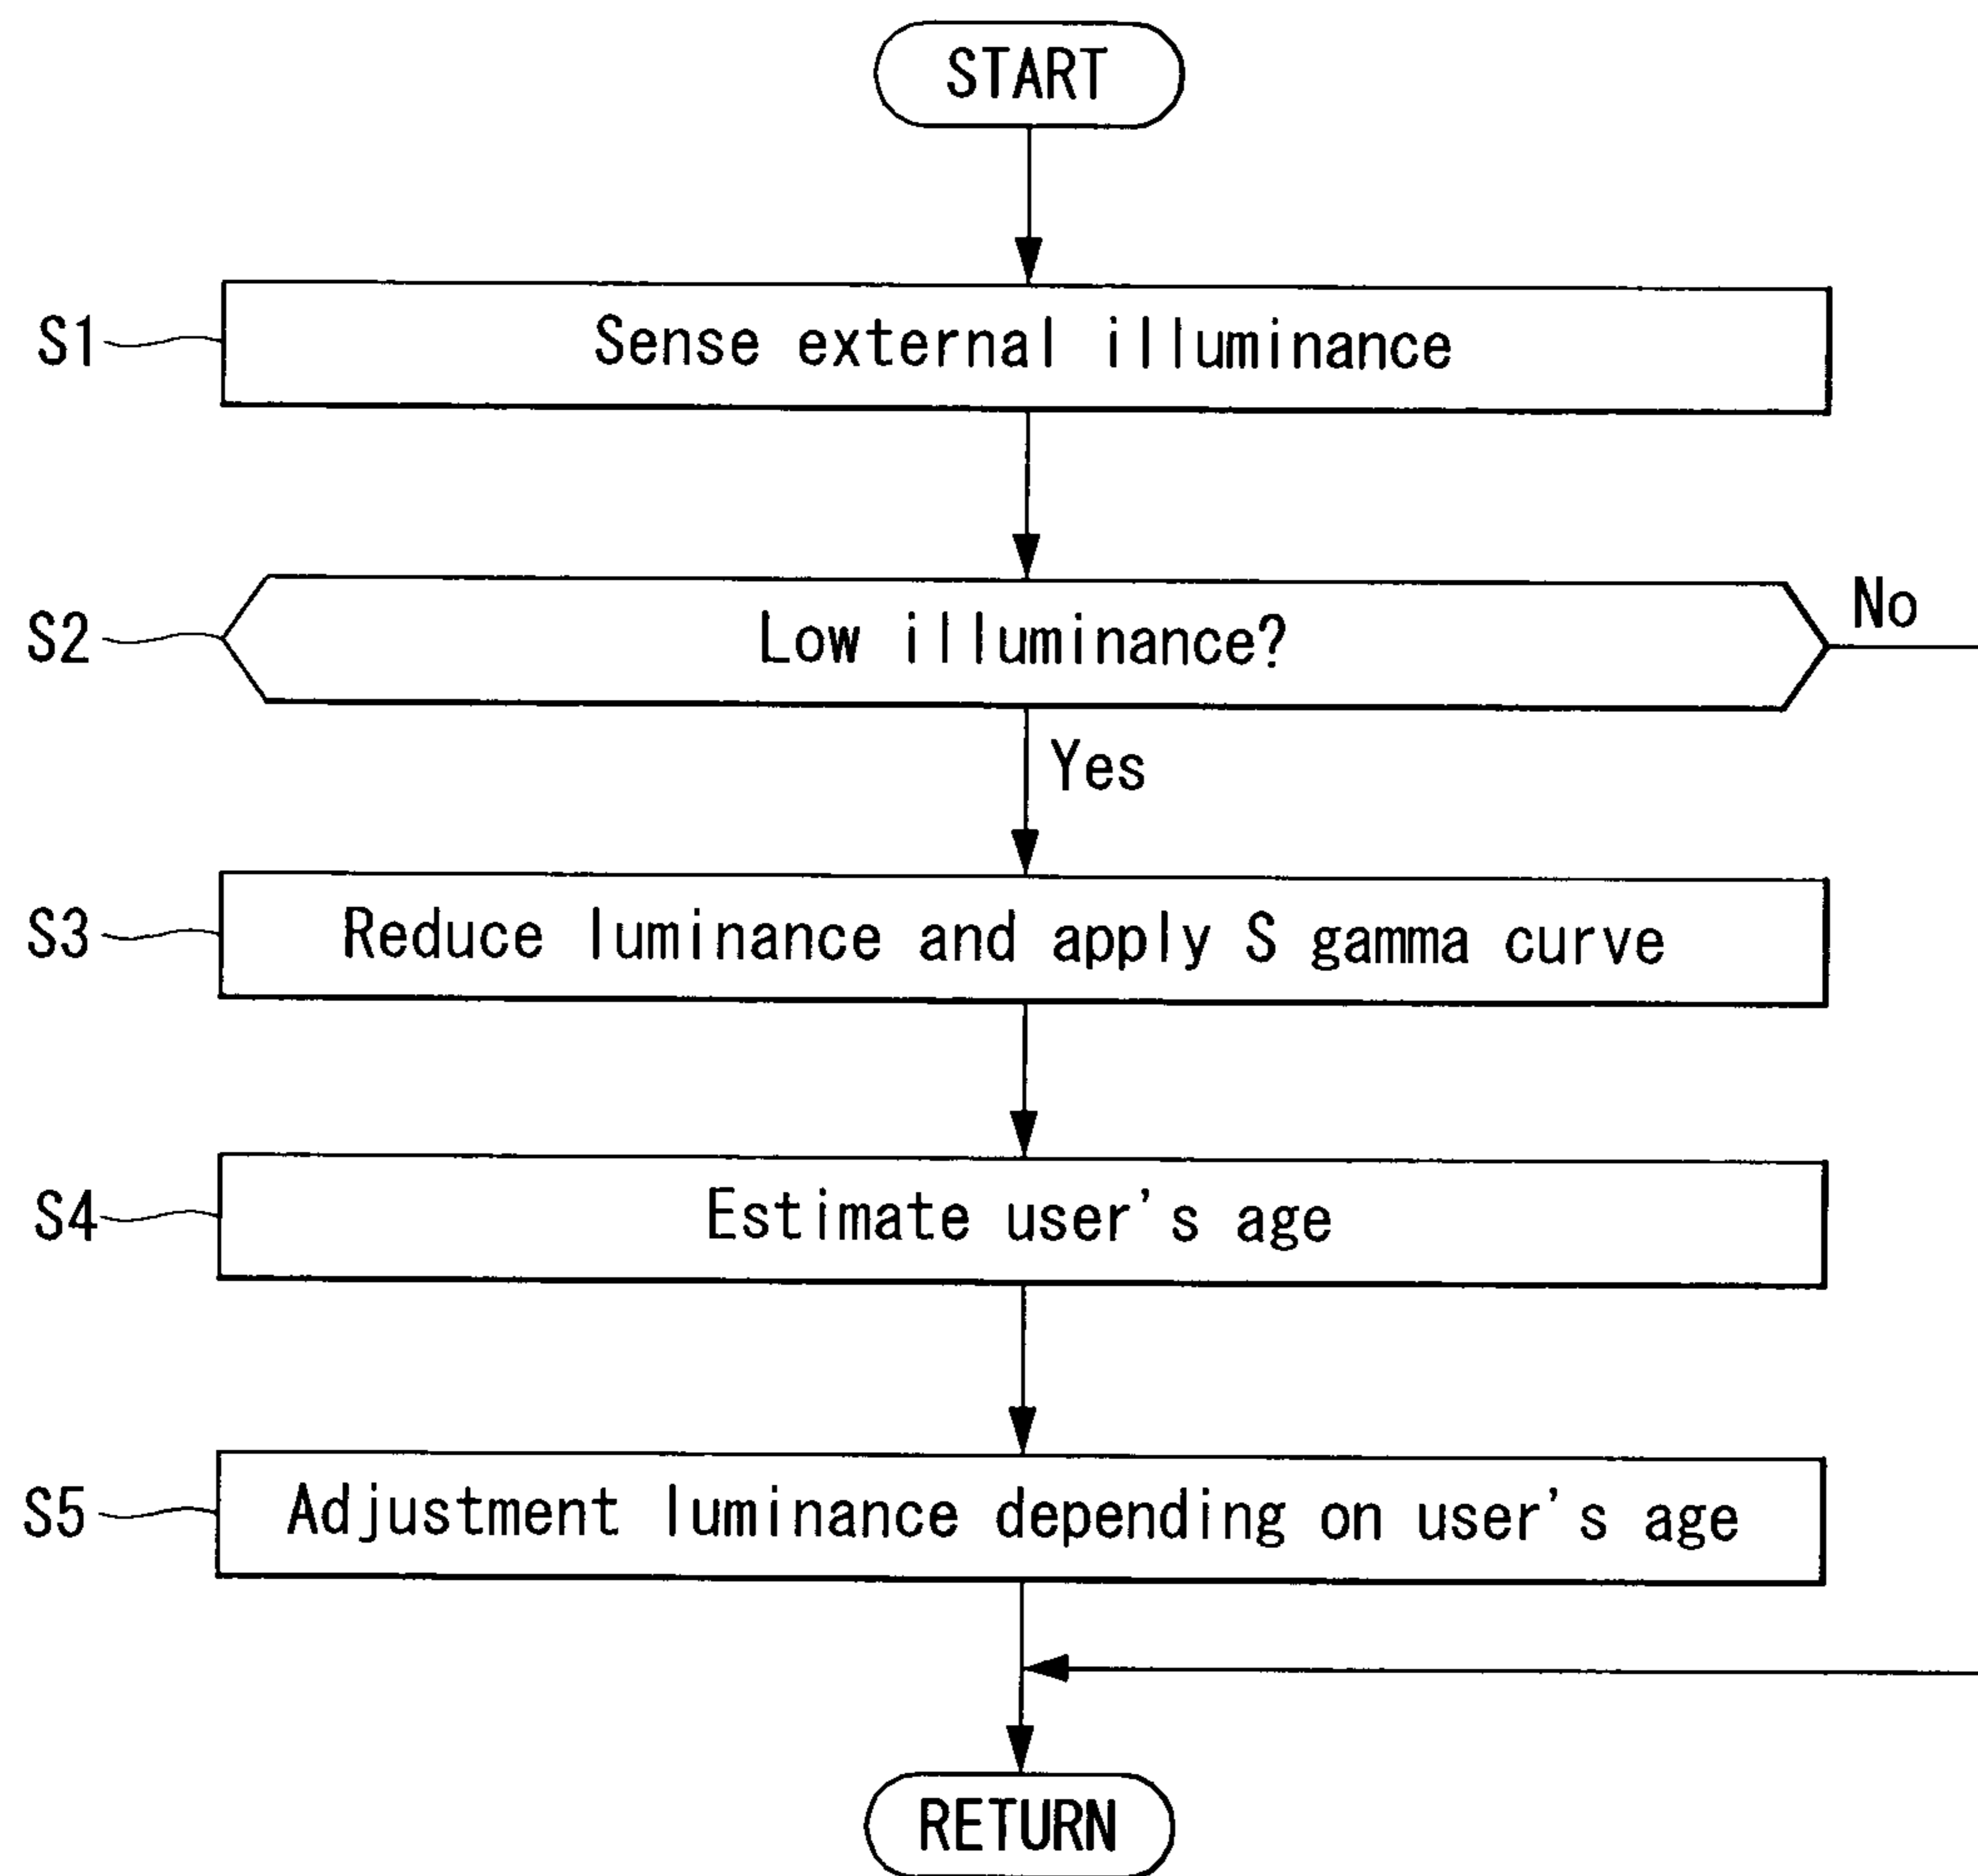 START
S1
Sense external illuminance
S2
Low illuminance?
No
Yes
S3
Reduce luminance and apply S gamma curve
S4
Estimate user's age
S5
Adjustment luminance depending on user's age
RETURN